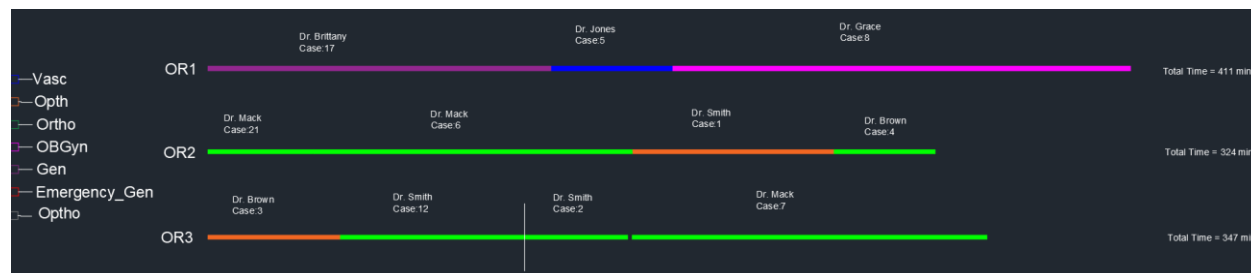 Vasc
Opth
Ortho
OBGyn
Gen
Emergency_Gen
Optho
Dr. Brittany
Case:17
Dr. Jones
Case:5
Dr. Grace
Case:8
OR1
Total Time = 411 min
Dr. Mack
Case:21
Dr. Mack
Case:6
Dr. Smith
Case:1
Dr. Brown
Case:4
OR2
Total Time = 324 min
Dr. Brown
Case:3
Dr. Smith
Case:12
Dr. Smith
Case:2
Dr. Mack
Case:7
OR3
Total Time = 347 mi